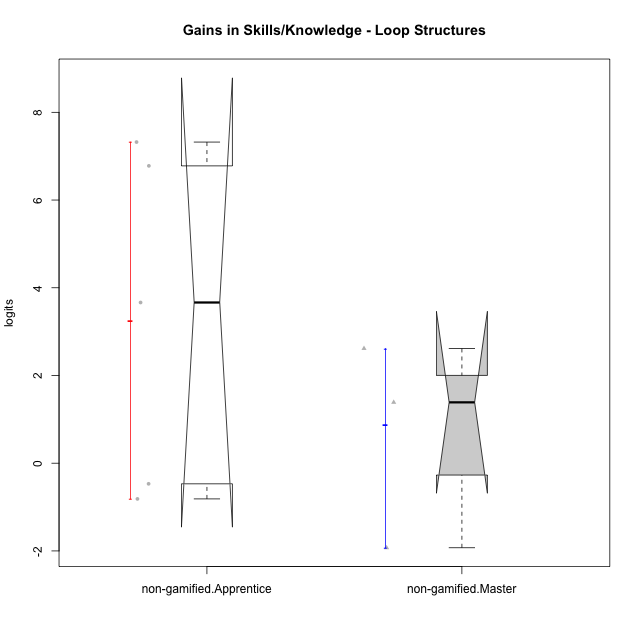 Gains in Skills/Knowledge - Loop Structures
8
6
4
2
0
-2
logits
non-gamified.Apprentice
non-gamified.Master